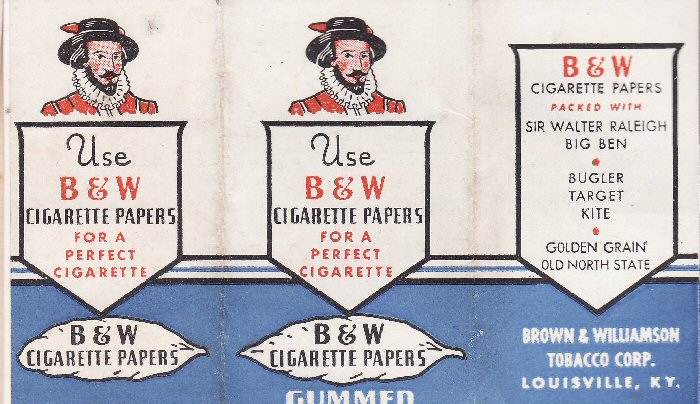 Use
B & W
CIGARETTE PAPERS
FOR A
PERFECT
CIGARETTE
B & W
CIGARETTE PAPERS
Use
B & W
CIGARETTE PAPERS
FOR A
PERFECT
CIGARETTE
B & W
CIGARETTE PAPERS
GUMMED
B & W
CIGARETTE PAPERS
PACKED WITH
SIR WALTER RALEIGH
BIG BEN
•
BUGLER
TARGET
KITE
•
GOLDEN GRAIN
OLD NORTH STATE
BROWN & WILLIAMSON
TOBACCO CORP.
LOUISVILLE, KY.